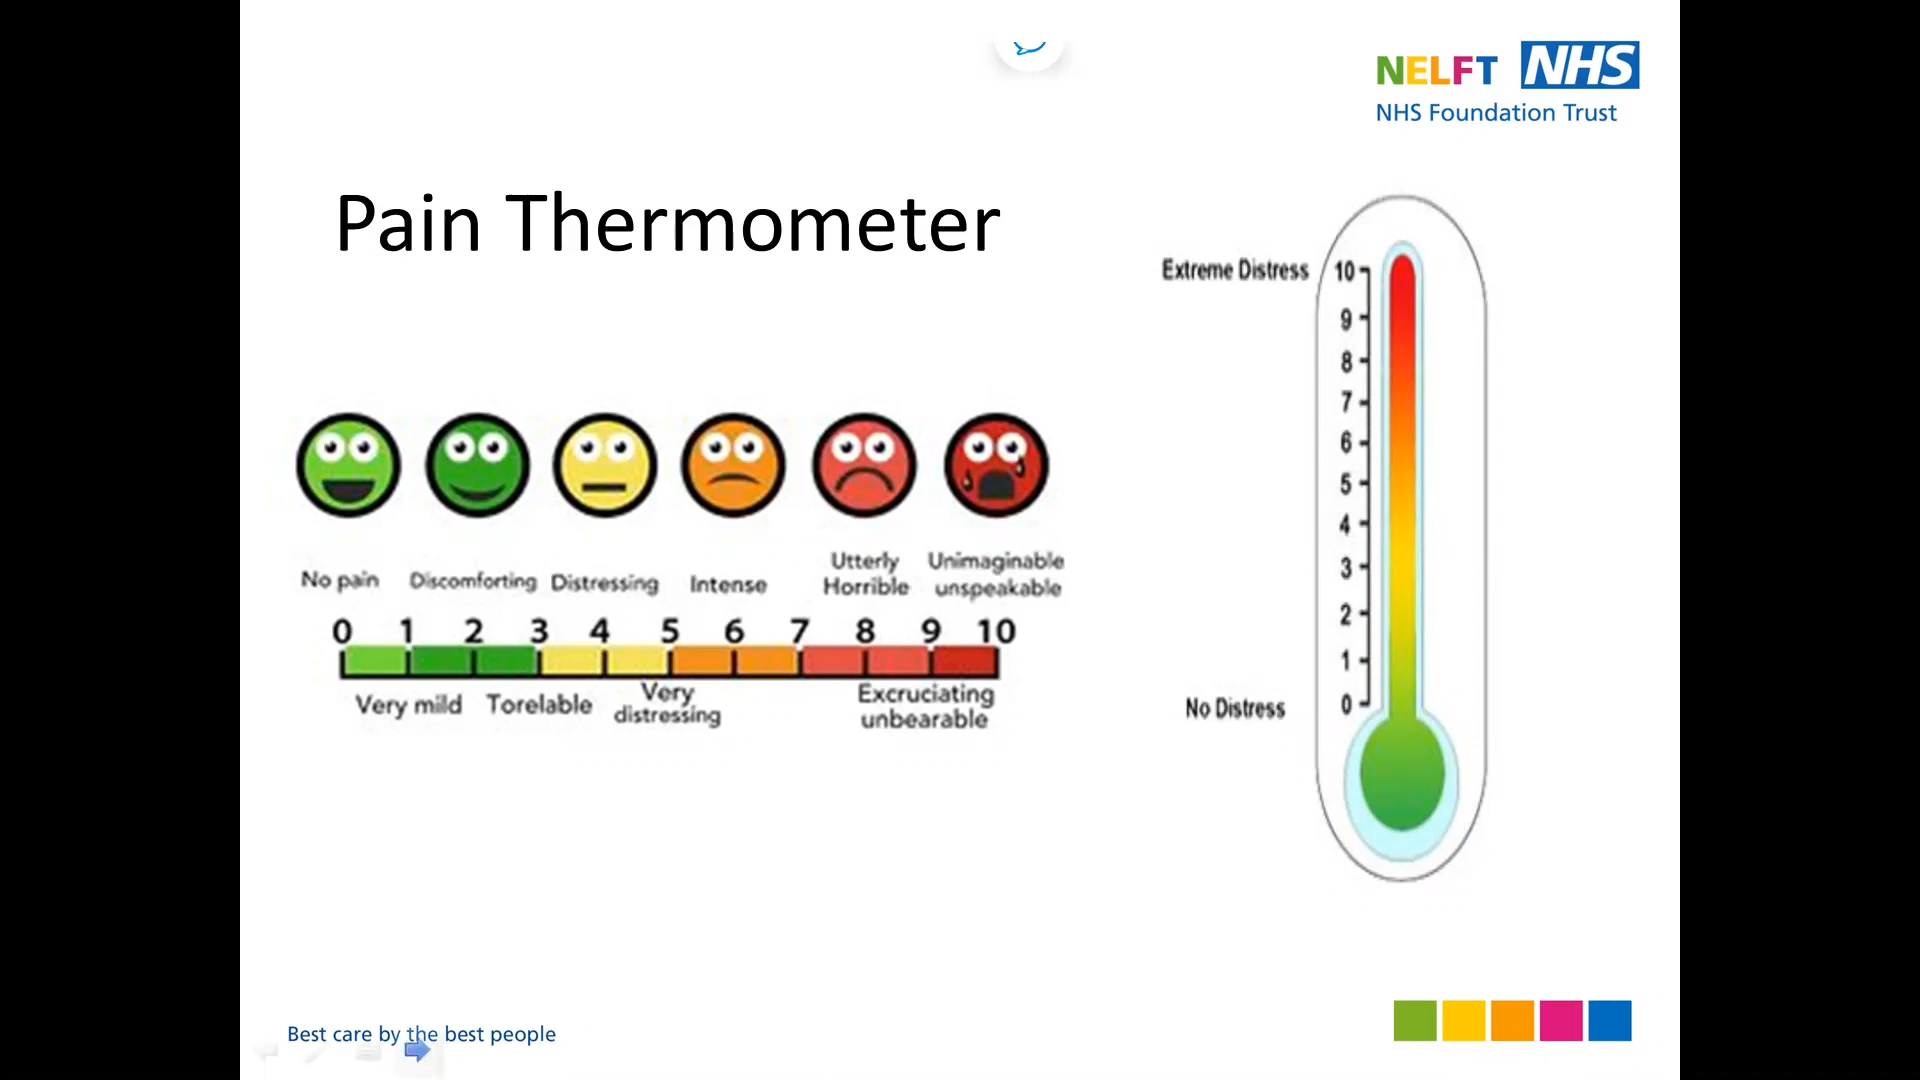 NELFT NHS
NHS Foundation Trust
Pain Thermometer
No pain
Discomforting
Distressing
Intense
Utterly
Horrible
Unimaginable
unspeakable
0 1 2 3 4 5 6 7 8 9 10
Very mild
Torelable
Very
distressing
Excruciating
unbearable
Extreme Distress
10
9
8
7
6
5
4
3
2
1
0
No Distress
Best care by the best people